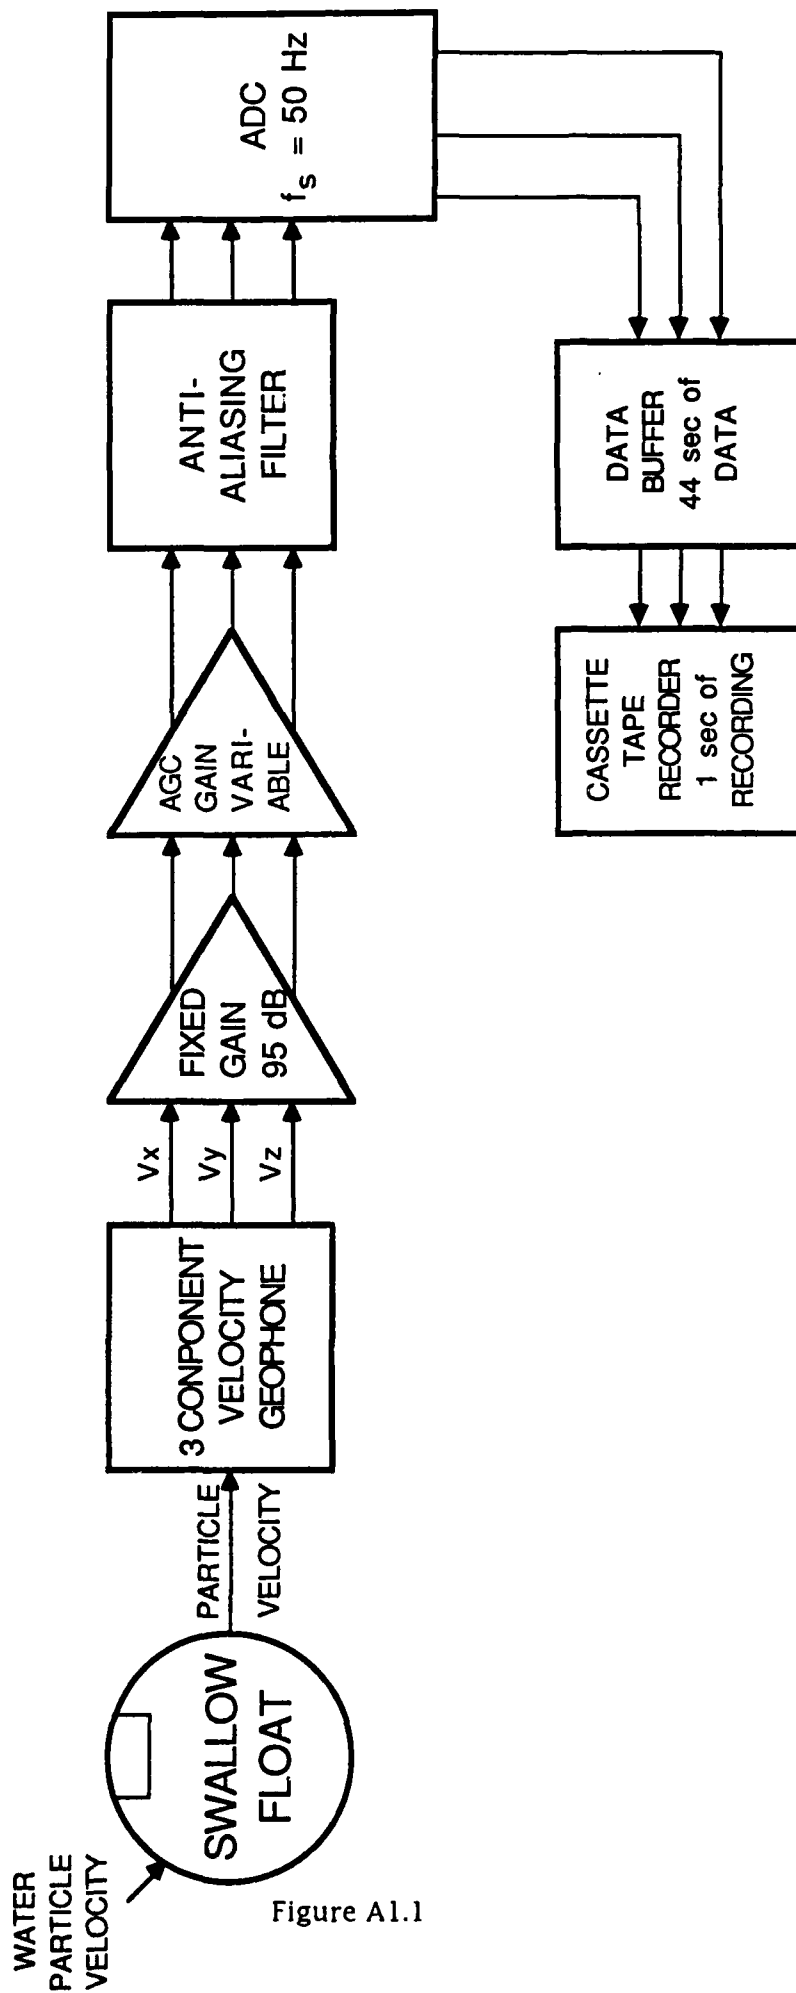 WATER
PARTICLE
VELOCITY
SWALLOW
FLOAT
PARTICLE
VELOCITY
3 CONPONENT
VELOCITY
GEOPHONE
Vx
Vy
Vz
FIXED
GAIN
95 dB
AGC
GAIN
VARI-
ABLE
ANTI-
ALIASING
FILTER
ADC
fs = 50 Hz
DATA
BUFFER
44 sec of
DATA
CASSETTE
TAPE
RECORDER
1 sec of
RECORDING
Figure A1.1